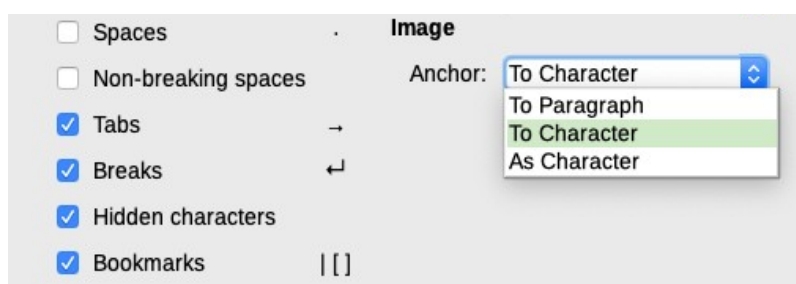 Spaces ·
Non-breaking spaces
Tabs →
Breaks ↵
Hidden characters
Bookmarks |[]
Image
Anchor: To Character
To Paragraph
To Character
As Character